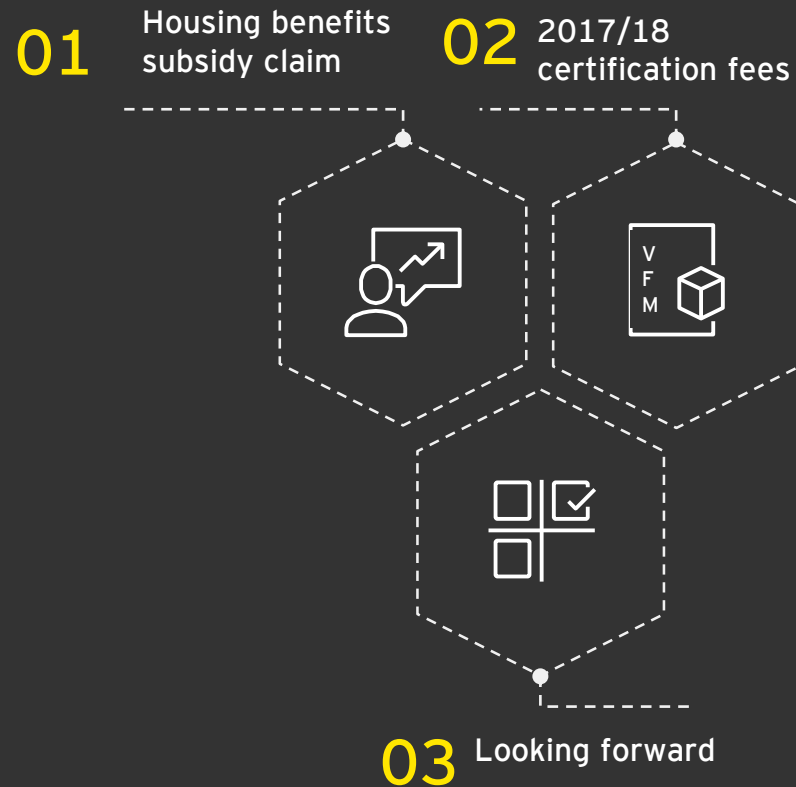 01
Housing benefits
subsidy claim
02
2017/18
certification fees
V
F
M
03
Looking forward